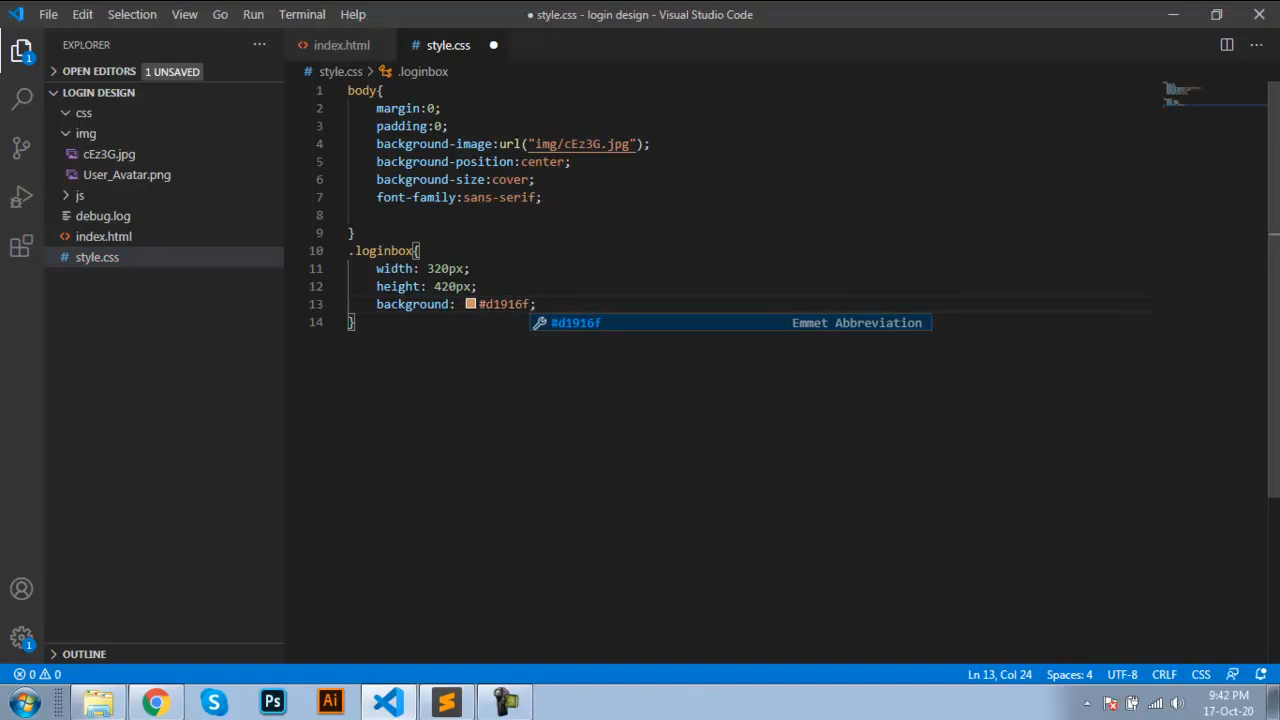 File Edit Selection View Go Run Terminal Help
● style.css - login design - Visual Studio Code
EXPLORER
index.html
# style.css
OPEN EDITORS 1 UNSAVED
# style.css > .loginbox
LOGIN DESIGN
css
img
cEz3G.jpg
User_Avatar.png
js
debug.log
index.html
# style.css
1 body{
2 margin:0;
3 padding:0;
4 background-image:url("img/cEz3G.jpg");
5 background-position:center;
6 background-size:cover;
7 font-family:sans-serif;
8
9 }
10 .loginbox{
11 width: 320px;
12 height: 420px;
13 background: #d1916f;
14 }
#d1916f Emmet Abbreviation
1
1
OUTLINE
0 0
Ln 13, Col 24 Spaces: 4 UTF-8 CRLF CSS
S Ps Ai S
9:42 PM
17-Oct-20